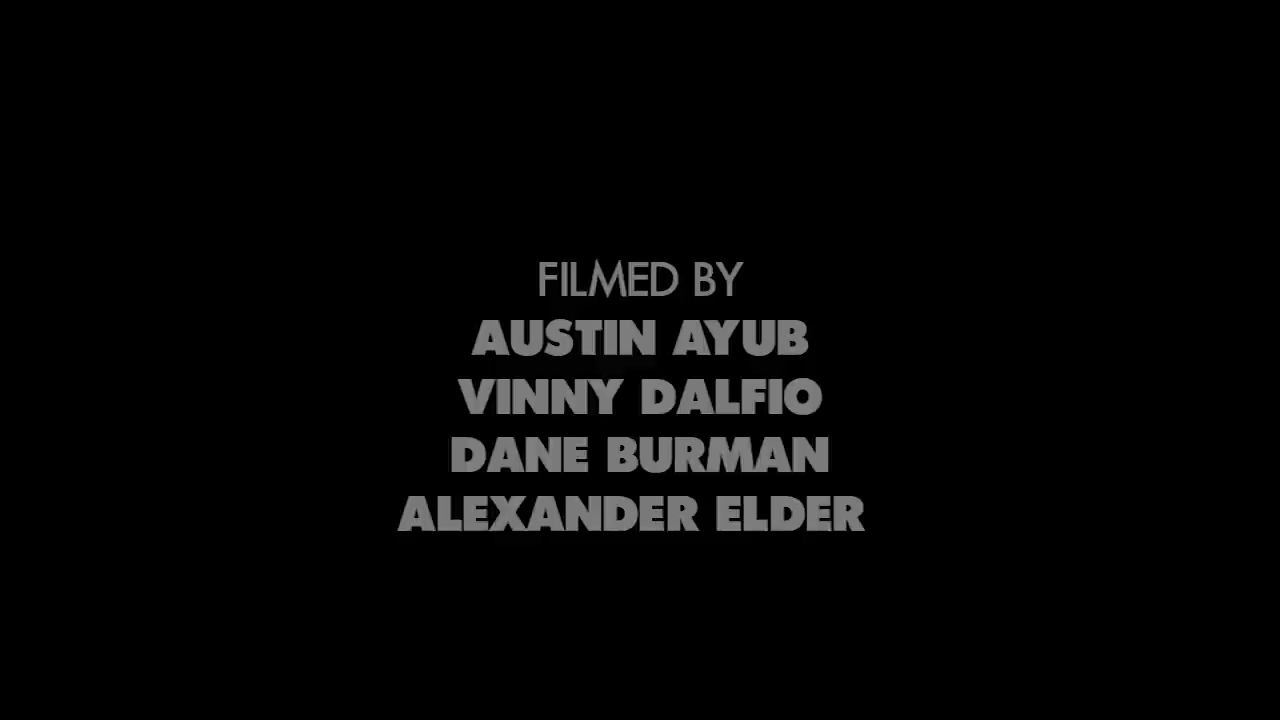 FILMED BY
AUSTIN AYUB
VINNY DALFIO
DANE BURMAN
ALEXANDER ELDER